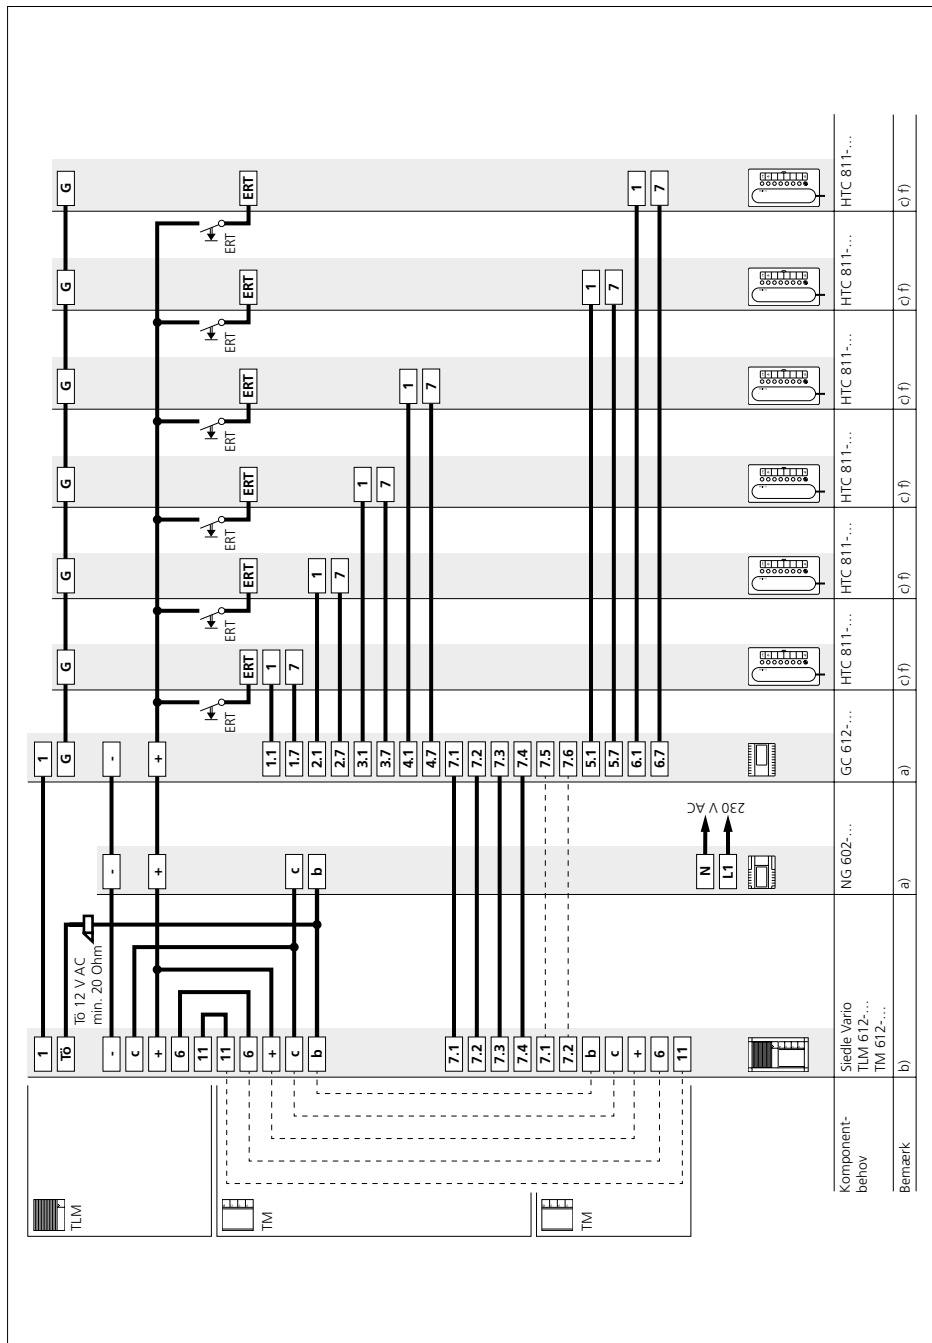 1 1
Tö G G G G G G G
TLM
Tö 12 V AC
min. 20 Ohm
- - -
c
+ + +
6
11
11
ERT ERT ERT ERT ERT ERT
6 ERT ERT ERT ERT ERT ERT
TM
+ 1.1 1
c c 1.7 7
b b 2.1 1
2.7 7
3.1 1
3.7 7
4.1 1
4.7 7
7.1 7.1
7.2 7.2
7.3 7.3
7.4 7.4
7.1 7.5
7.2 7.6
TM
b 5.1 1
c 5.7 7
+ 6.1 1
6 6.7 7
11
N
L1
230 V AC
Komponent-
behov
Siedle Vario
TLM 612-...
TM 612-...
NG 602-...
GC 612-...
HTC 811-...
HTC 811-...
HTC 811-...
HTC 811-...
HTC 811-...
HTC 811-...
Bemærk b) a) a) c) f) c) f) c) f) c) f) c) f) c) f)